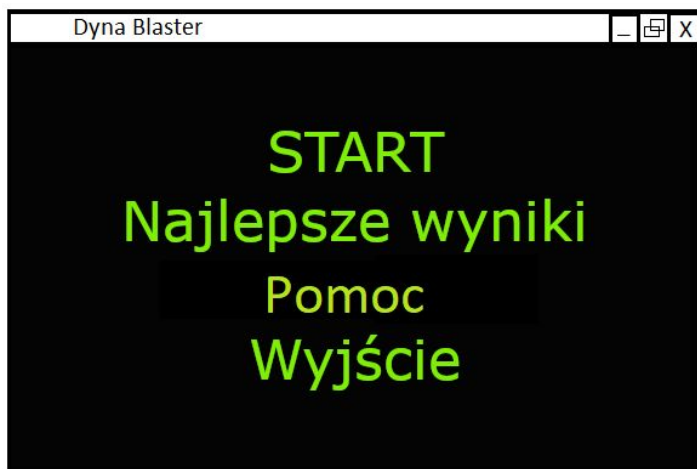 Dyna Blaster
START
Najlepsze wyniki
Pomoc
Wyjście